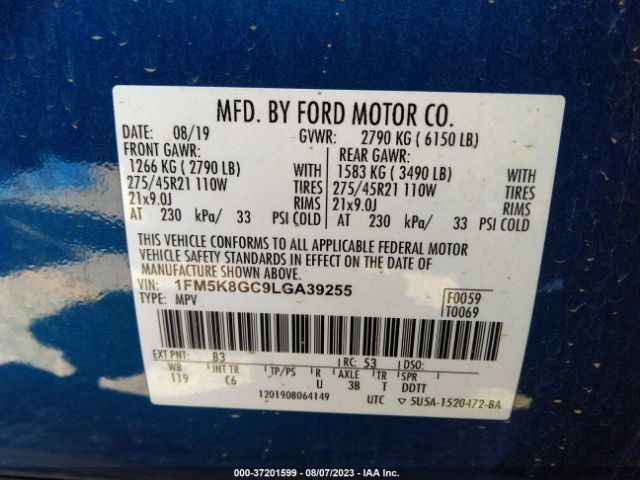 MFD. BY FORD MOTOR CO.
DATE: 08/19 GVWR: 2790 KG ( 6150 LB)
FRONT GAWR: REAR GAWR:
1266 KG ( 2790 LB) WITH 1583 KG ( 3490 LB) WITH
275/45R21 110W TIRES 275/45R21 110W TIRES
21x9.0J RIMS 21x9.0J RIMS
AT 230 kPa/ 33 PSI COLD AT 230 kPa/ 33 PSI COLD
THIS VEHICLE CONFORMS TO ALL APPLICABLE FEDERAL MOTOR
VEHICLE SAFETY STANDARDS IN EFFECT ON THE DATE OF
MANUFACTURE SHOWN ABOVE.
VIN: 1FM5K8GC9LGA39255 F0059
TYPE: MPV T0069
EXT PNT: B3 RC: 53 DSO:
WB INT TR TP/PS R AXLE TR SPR
119 C6 U 3B T DDTT
1201908064149 UTC 5U5A-1520472-BA
000-37201599 - 08/07/2023 - IAA Inc.